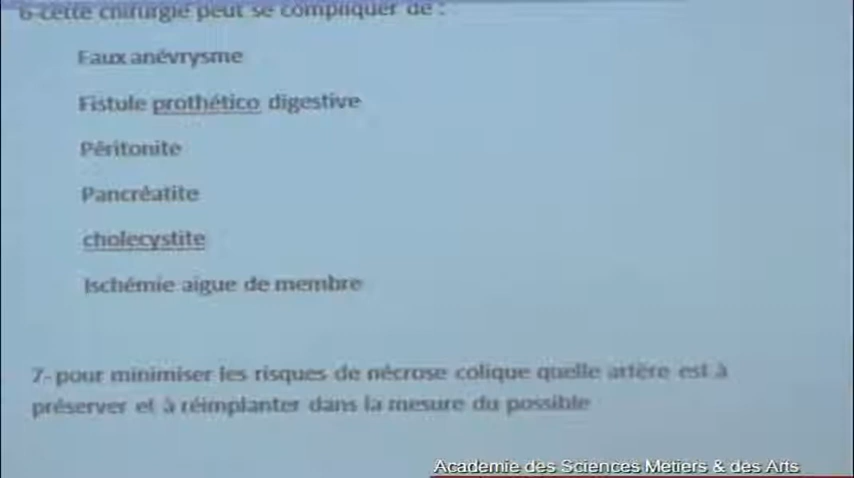 6-cette chirurgie peut se compliquer de :
Faux anévrysme
Fistule prothético digestive
Péritonite
Pancréatite
cholecystite
Ischémie aigue de membre
7- pour minimiser les risques de nécrose colique quelle artère est à
préserver et à réimplanter dans la mesure du possible
Academie des Sciences Metiers & des Arts